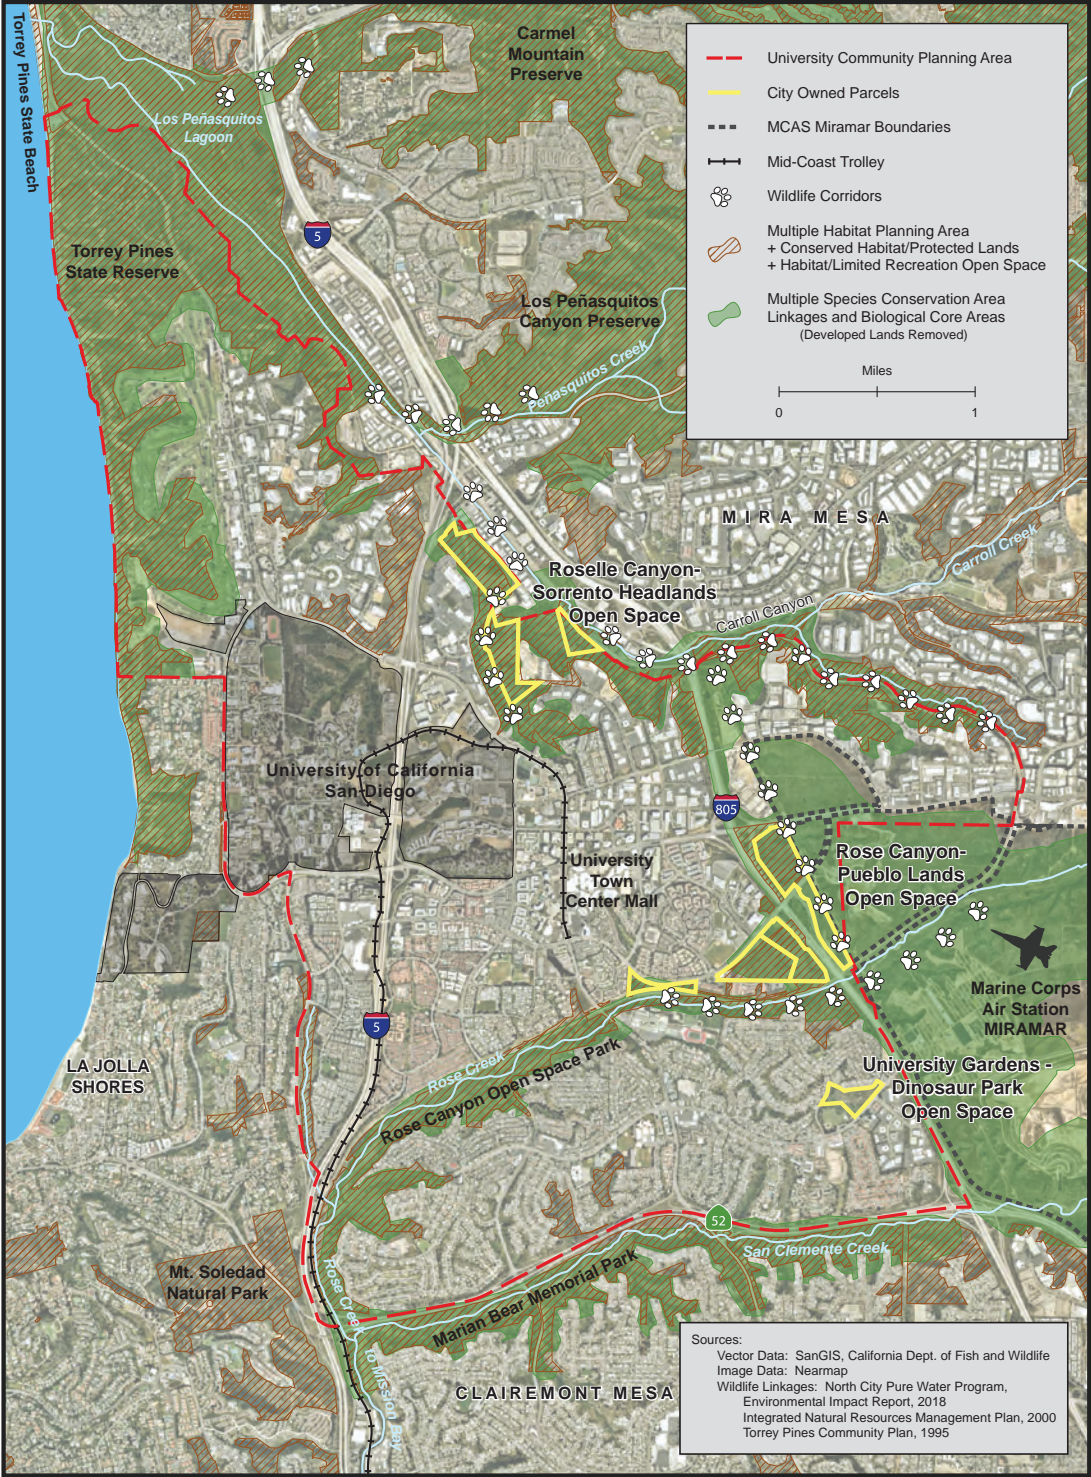 Torrey Pines State Beach
Carmel
Mountain
Preserve
Los Peñasquitos
Lagoon
5
Torrey Pines
State Reserve
Los Peñasquitos
Canyon Preserve
Peñasquitos Creek
University Community Planning Area
City Owned Parcels
MCAS Miramar Boundaries
Mid-Coast Trolley
Wildlife Corridors
Multiple Habitat Planning Area
+ Conserved Habitat/Protected Lands
+ Habitat/Limited Recreation Open Space
Multiple Species Conservation Area
Linkages and Biological Core Areas
(Developed Lands Removed)
Miles
0 1
MIRA MESA
Carroll Creek
Roselle Canyon-
Sorrento Headlands
Open Space
Carroll Canyon
University of California
San Diego
805
University
Town
Center Mall
Rose Canyon-
Pueblo Lands
Open Space
Marine Corps
Air Station
MIRAMAR
5
LA JOLLA
SHORES
Rose Creek
Rose Canyon Open Space Park
University Gardens -
Dinosaur Park
Open Space
52
San Clemente Creek
Mt. Soledad
Natural Park
Rose Creek
To Mission Bay
Marian Bear Memorial Park
CLAIREMONT MESA
Sources:
Vector Data: SanGIS, California Dept. of Fish and Wildlife
Image Data: Nearmap
Wildlife Linkages: North City Pure Water Program,
Environmental Impact Report, 2018
Integrated Natural Resources Management Plan, 2000
Torrey Pines Community Plan, 1995